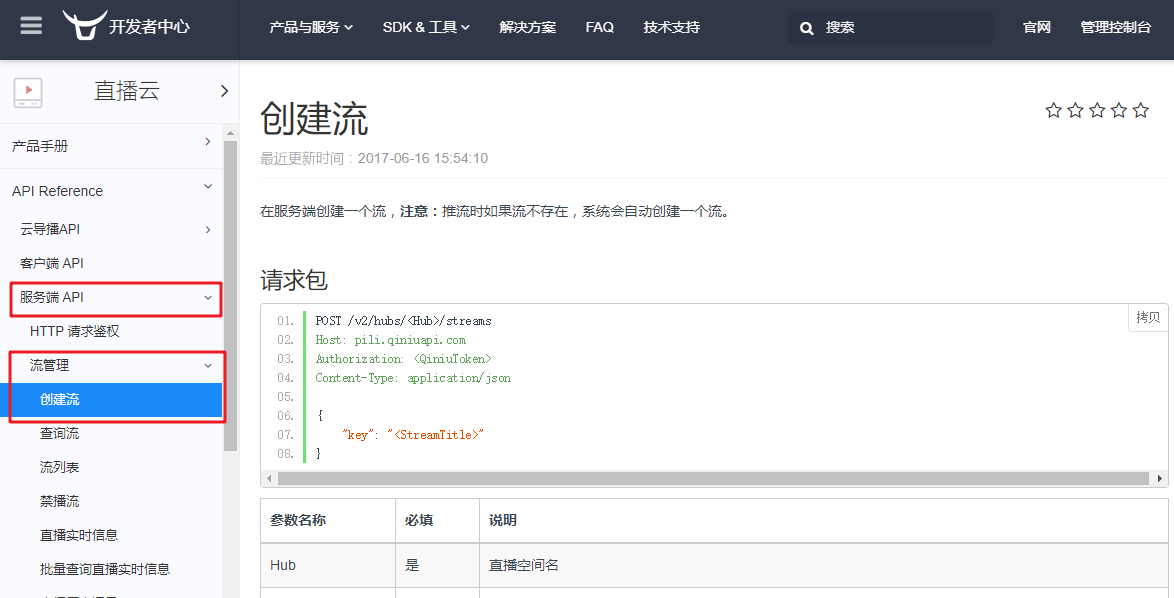 开发者中心
产品与服务
SDK & 工具
解决方案
FAQ
技术支持
搜索
官网
管理控制台
直播云
产品手册
API Reference
云导播API
客户端 API
服务端 API
HTTP 请求鉴权
流管理
创建流
查询流
流列表
禁播流
直播实时信息
批量查询直播实时信息
创建流
最近更新时间：2017-06-16 15:54:10
在服务端创建一个流，注意：推流时如果流不存在，系统会自动创建一个流。
请求包
拷贝
01. POST /v2/hubs/<Hub>/streams
02. Host: pili.qiniuapi.com
03. Authorization: <QiniuToken>
04. Content-Type: application/json
05.
06. {
07. "key": "<StreamTitle>"
08. }
参数名称 必填 说明
Hub 是 直播空间名